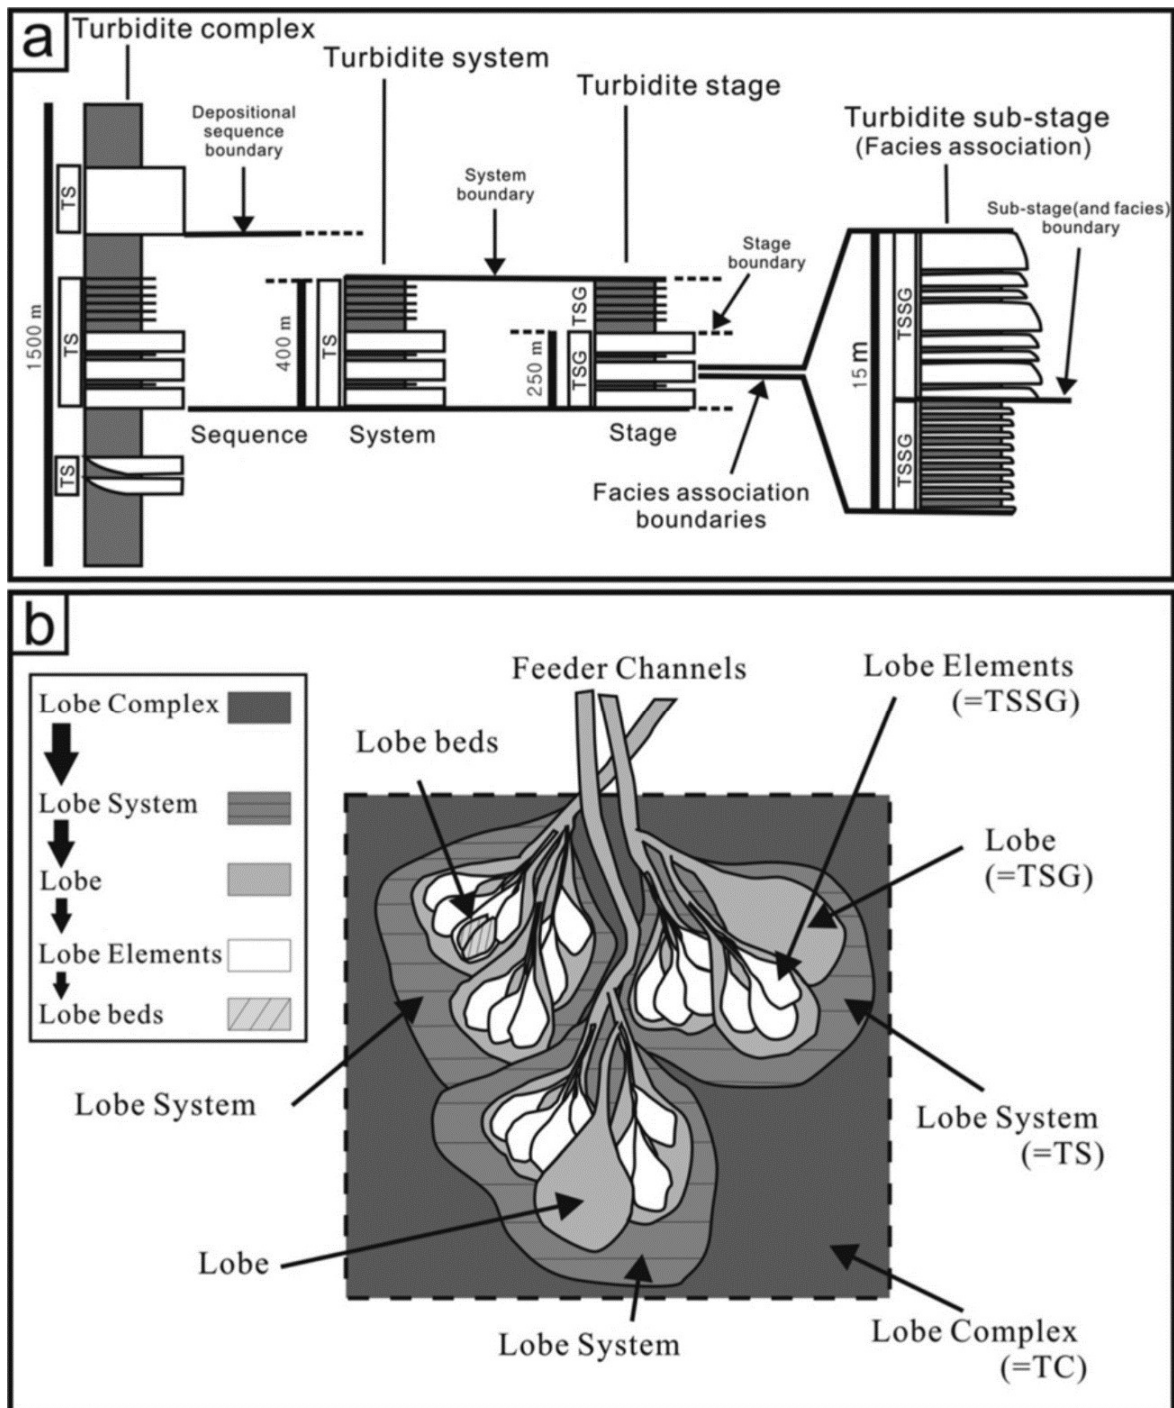 a
Turbidite complex
Turbidite system
Turbidite stage
Turbidite sub-stage
(Facies association)
Depositional
sequence
boundary
System
boundary
Stage
boundary
Sub-stage(and facies)
boundary
1500 m
TS
TS
TS
400 m
TS
250 m
TSG
TSG
15 m
TSSG
TSSG
Sequence
System
Stage
Facies association
boundaries
b
Lobe Complex
Lobe System
Lobe
Lobe Elements
Lobe beds
Feeder Channels
Lobe Elements
(=TSSG)
Lobe beds
Lobe
(=TSG)
Lobe System
Lobe System
(=TS)
Lobe
Lobe System
Lobe Complex
(=TC)